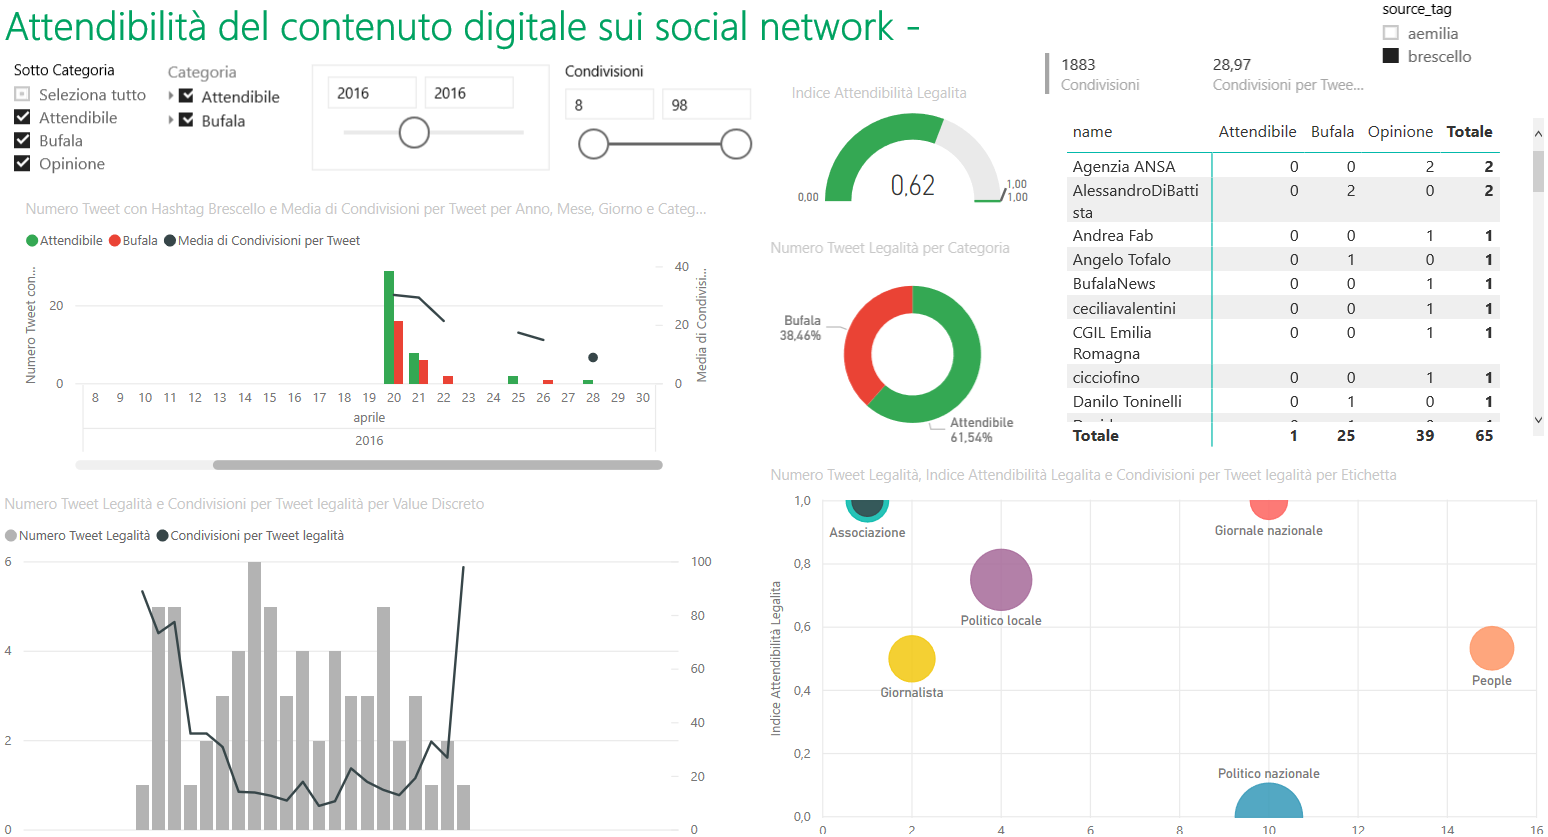 Attendibilità del contenuto digitale sui social network -
source_tag
aemilia
brescello
Sotto Categoria
Seleziona tutto
Attendibile
Bufala
Opinione
Categoria
Attendibile
Bufala
2016 2016
Condivisioni
8 98
Indice Attendibilità Legalita
0,62
0,00
1,00
1,00
1883
Condivisioni
28,97
Condivisioni per Twee...
name Attendibile Bufala Opinione Totale
Agenzia ANSA 0 0 2 2
AlessandroDiBatti
sta 0 2 0 2
Andrea Fab 0 0 1 1
Angelo Tofalo 0 1 0 1
BufalaNews 0 0 1 1
ceciliavalentini 0 0 1 1
CGIL Emilia
Romagna 0 0 1 1
cicciofino 0 0 1 1
Danilo Toninelli 0 1 0 1
Totale 1 25 39 65
Numero Tweet con Hashtag Brescello e Media di Condivisioni per Tweet per Anno, Mese, Giorno e Categ...
Attendibile Bufala Media di Condivisioni per Tweet
Numero Tweet con...
20
0
40
20
0
Media di Condivisi...
8 9 10 11 12 13 14 15 16 17 18 19 20 21 22 23 24 25 26 27 28 29 30
aprile
2016
Numero Tweet Legalità per Categoria
Bufala
38,46%
Attendibile
61,54%
Numero Tweet Legalità e Condivisioni per Tweet legalità per Value Discreto
Numero Tweet Legalità Condivisioni per Tweet legalità
6
4
2
0
100
80
60
40
20
0
Numero Tweet Legalità, Indice Attendibilità Legalita e Condivisioni per Tweet legalità per Etichetta
Indice Attendibilità Legalita
1,0
0,8
0,6
0,4
0,2
0,0
Associazione
Giornale nazionale
Politico locale
Giornalista
People
Politico nazionale
0 2 4 6 8 10 12 14 16